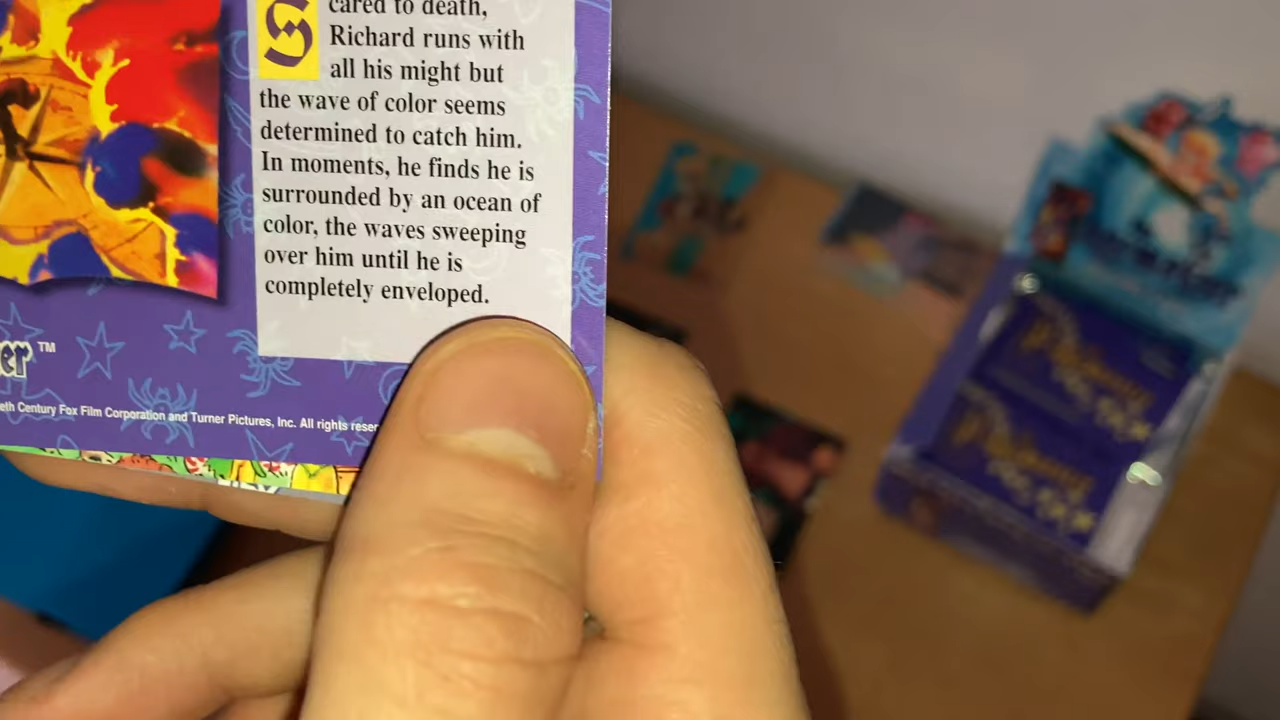 Scared to death,
Richard runs with
all his might but
the wave of color seems
determined to catch him.
In moments, he finds he is
surrounded by an ocean of
color, the waves sweeping
over him until he is
completely enveloped.
er™
eth Century Fox Film Corporation and Turner Pictures, Inc. All rights reser